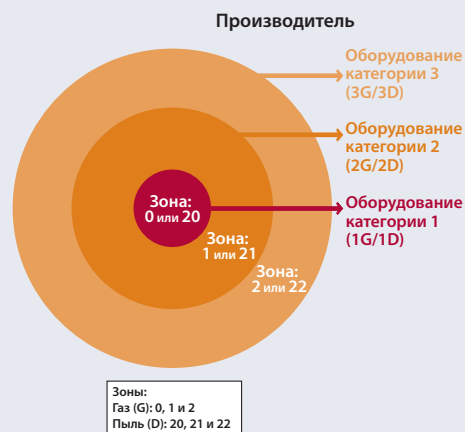 Производитель
Оборудование
категории 3
(3G/3D)
Оборудование
категории 2
(2G/2D)
Зона:
0 или 20
Оборудование
категории 1
(1G/1D)
Зона:
1 или 21
Зона:
2 или 22
Зоны:
Газ (G): 0, 1 и 2
Пыль (D): 20, 21 и 22